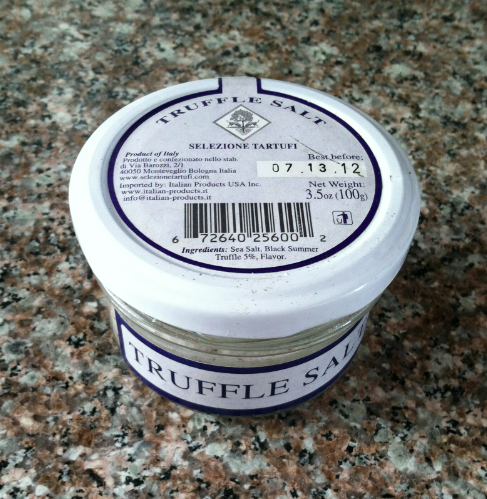 TRUFFLE SALT
SELEZIONE TARTUFI
Product of Italy
Prodotto e confezionato nello stab.
di Via Barozzi, 2/1
40050 Monteveglio Bologna Italia
www.selezionetartufi.com
Imported by: Italian Products USA Inc.
www.italian-products.it
info@italian-products.it
Best before:
07.13.12
Net Weight:
3.5oz (100g)
6 72640 25600 2
Ingredients: Sea Salt, Black Summer
Truffle 5%, Flavor.
TRUFFLE SALT